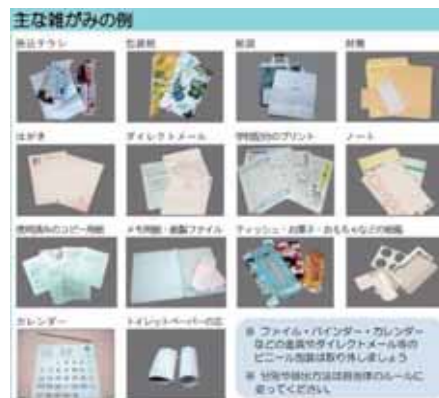 主な雑がみの例
折込チラシ
包装紙
紙袋
封筒
はがき
ダイレクトメール
学校配付のプリント
ノート
使用済みのコピー用紙
メモ用紙・紙製ファイル
ティッシュ・お菓子・おもちゃなどの紙箱
カレンダー
トイレットペーパーの芯
※ ファイル・バインダー・カレンダー
などの金具やダイレクトメール等の
ビニール包装は取り外しましょう
※ 分別や排出方法は自治体のルールに
従ってください。